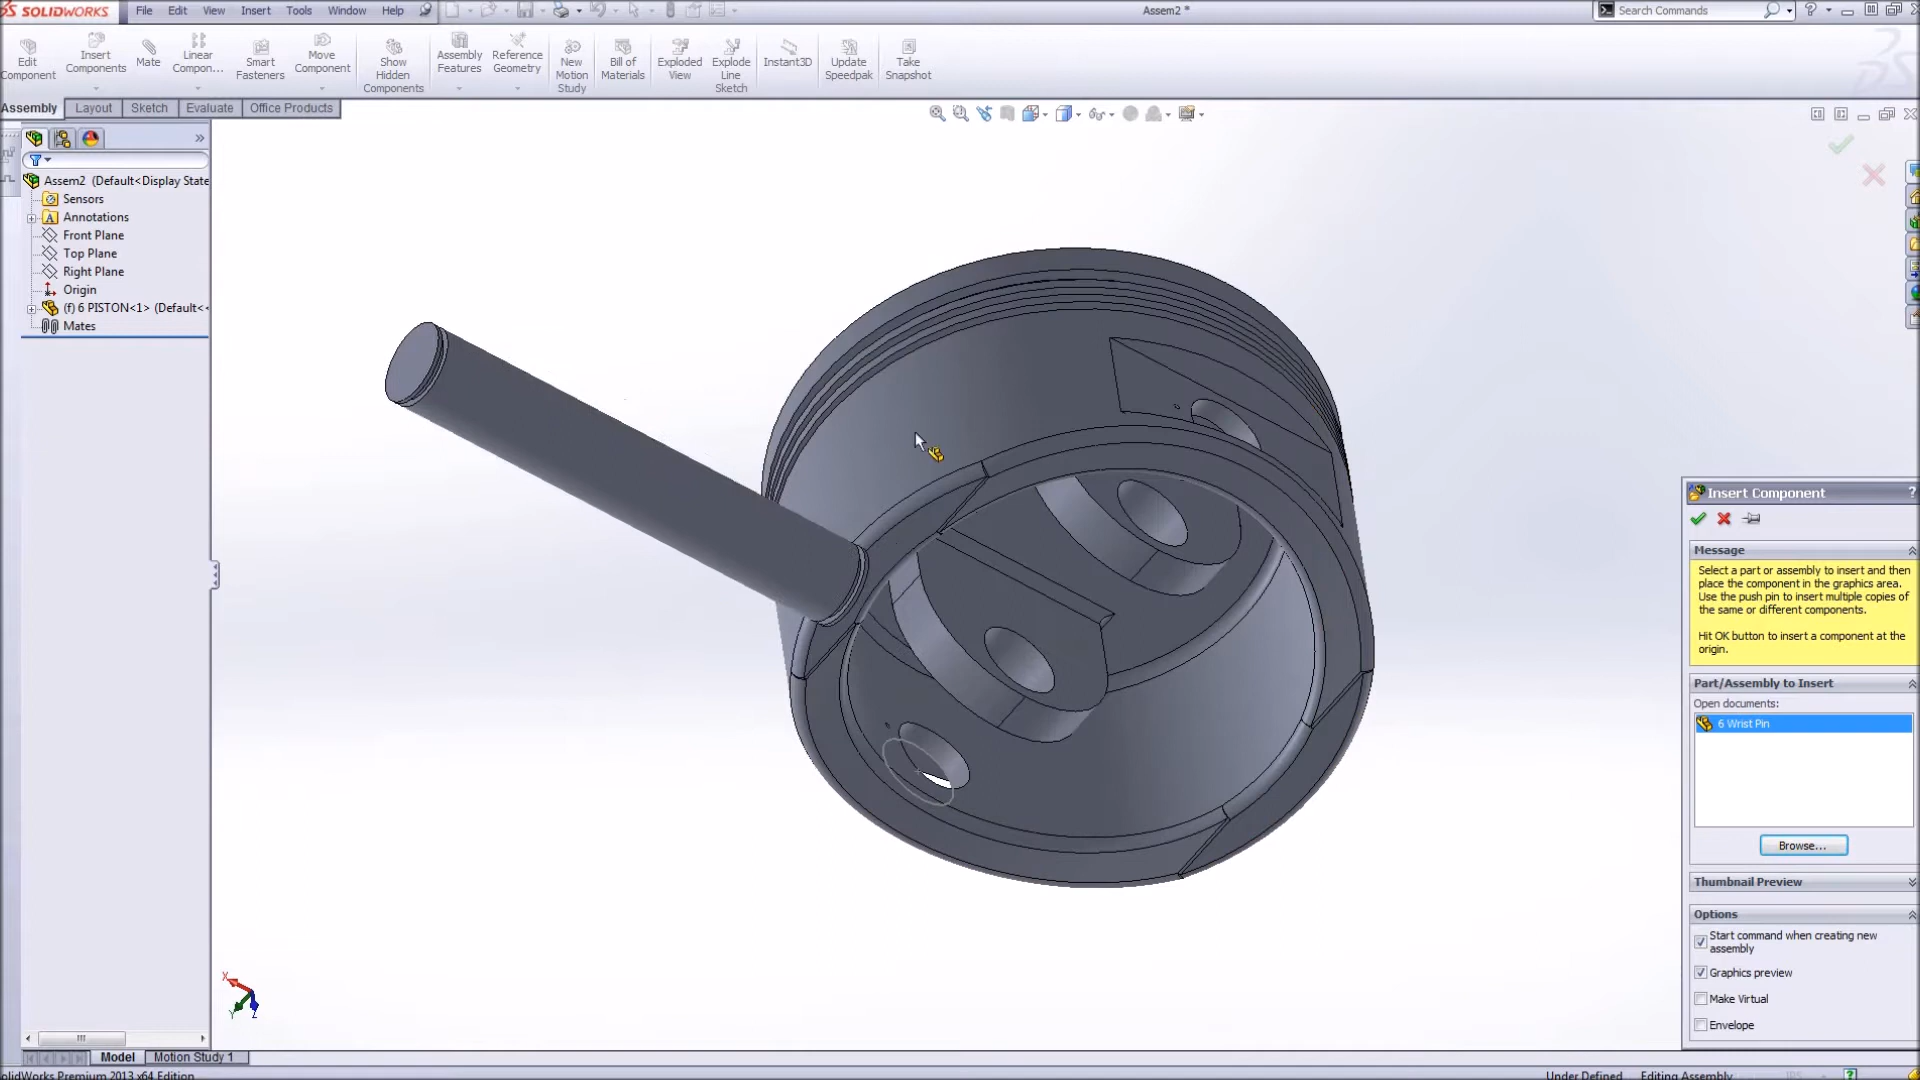 SOLIDWORKS File Edit View Insert Tools Window Help Assem2 * Search Commands
Edit Component
Insert Components
Mate
Linear Compon...
Smart Fasteners
Move Component
Show Hidden Components
Assembly Features
Reference Geometry
New Motion Study
Bill of Materials
Exploded View
Explode Line Sketch
Instant3D
Update Speedpak
Take Snapshot
Assembly Layout Sketch Evaluate Office Products
Assem2 (Default<Display State
Sensors
Annotations
Front Plane
Top Plane
Right Plane
Origin
(f) 6 PISTON<1> (Default<<
Mates
Insert Component ?
Message
Select a part or assembly to insert and then
place the component in the graphics area.
Use the push pin to insert multiple copies of
the same or different components.
Hit OK button to insert a component at the
origin.
Part/Assembly to Insert
Open documents:
6 Wrist Pin
Browse...
Thumbnail Preview
Options
Start command when creating new
assembly
Graphics preview
Make Virtual
Envelope
X
Y
Z
Model Motion Study 1
SolidWorks Premium 2013 x64 Edition Under Defined Editing Assembly